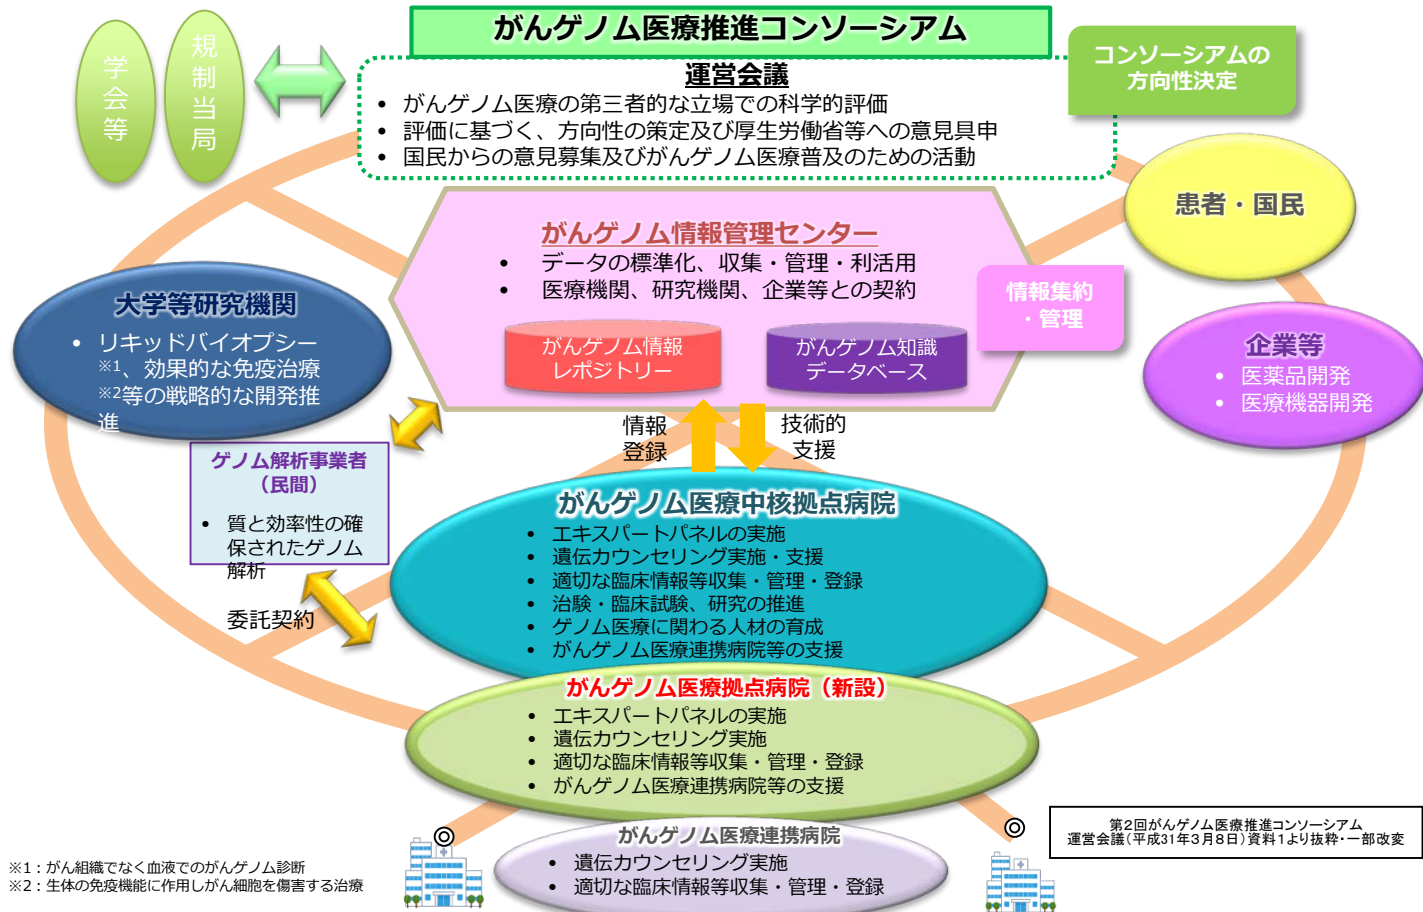 がんゲノム医療推進コンソーシアム
学会等
規制当局
運営会議
• がんゲノム医療の第三者的な立場での科学的評価
• 評価に基づく、方向性の策定及び厚生労働省等への意見具申
• 国民からの意見募集及びがんゲノム医療普及のための活動
コンソーシアムの
方向性決定
患者・国民
がんゲノム情報管理センター
• データの標準化、収集・管理・利活用
• 医療機関、研究機関、企業等との契約
情報集約
・管理
がんゲノム情報
レポジトリー
がんゲノム知識
データベース
大学等研究機関
• リキッドバイオプシー
※1、効果的な免疫治療
※2等の戦略的な開発推
進
企業等
• 医薬品開発
• 医療機器開発
情報
登録
技術的
支援
ゲノム解析事業者
（民間）
• 質と効率性の確
保されたゲノム
解析
委託契約
がんゲノム医療中核拠点病院
• エキスパートパネルの実施
• 遺伝カウンセリング実施・支援
• 適切な臨床情報等収集・管理・登録
• 治験・臨床試験、研究の推進
• ゲノム医療に関わる人材の育成
• がんゲノム医療連携病院等の支援
がんゲノム医療拠点病院（新設）
• エキスパートパネルの実施
• 遺伝カウンセリング実施
• 適切な臨床情報等収集・管理・登録
• がんゲノム医療連携病院等の支援
がんゲノム医療連携病院
• 遺伝カウンセリング実施
• 適切な臨床情報等収集・管理・登録
第2回がんゲノム医療推進コンソーシアム
運営会議（平成31年3月8日）資料1より抜粋・一部改変
※1：がん組織でなく血液でのがんゲノム診断
※2：生体の免疫機能に作用しがん細胞を傷害する治療